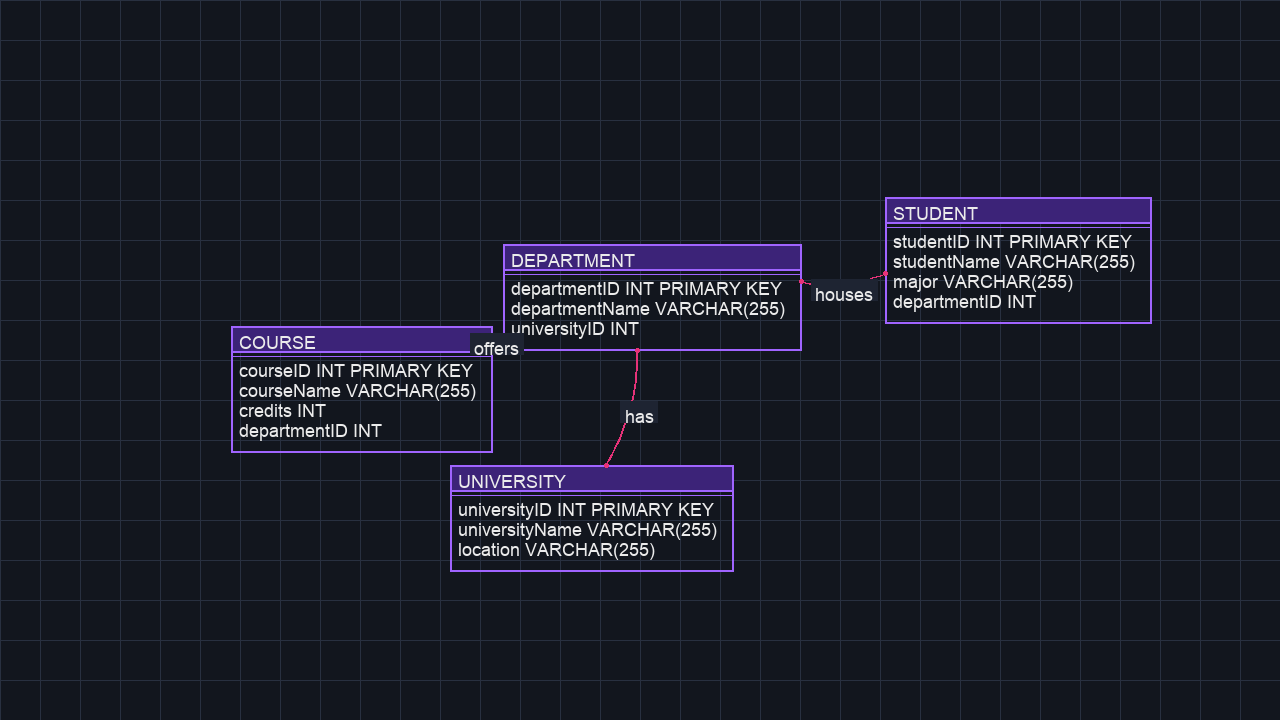 STUDENT
studentID INT PRIMARY KEY
studentName VARCHAR(255)
major VARCHAR(255)
departmentID INT
DEPARTMENT
departmentID INT PRIMARY KEY
departmentName VARCHAR(255)
universityID INT
houses
COURSE
courseID INT PRIMARY KEY
courseName VARCHAR(255)
credits INT
departmentID INT
offers
has
UNIVERSITY
universityID INT PRIMARY KEY
universityName VARCHAR(255)
location VARCHAR(255)